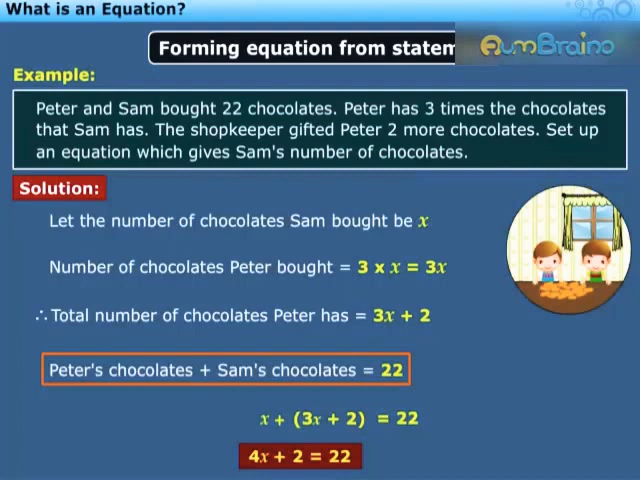 What is an Equation?
Forming equation from statem
AumBraino
Example:
Peter and Sam bought 22 chocolates. Peter has 3 times the chocolates
that Sam has. The shopkeeper gifted Peter 2 more chocolates. Set up
an equation which gives Sam's number of chocolates.
Solution:
Let the number of chocolates Sam bought be x
Number of chocolates Peter bought = 3 x x = 3x
∴ Total number of chocolates Peter has = 3x + 2
Peter's chocolates + Sam's chocolates = 22
x + (3x + 2) = 22
4x + 2 = 22